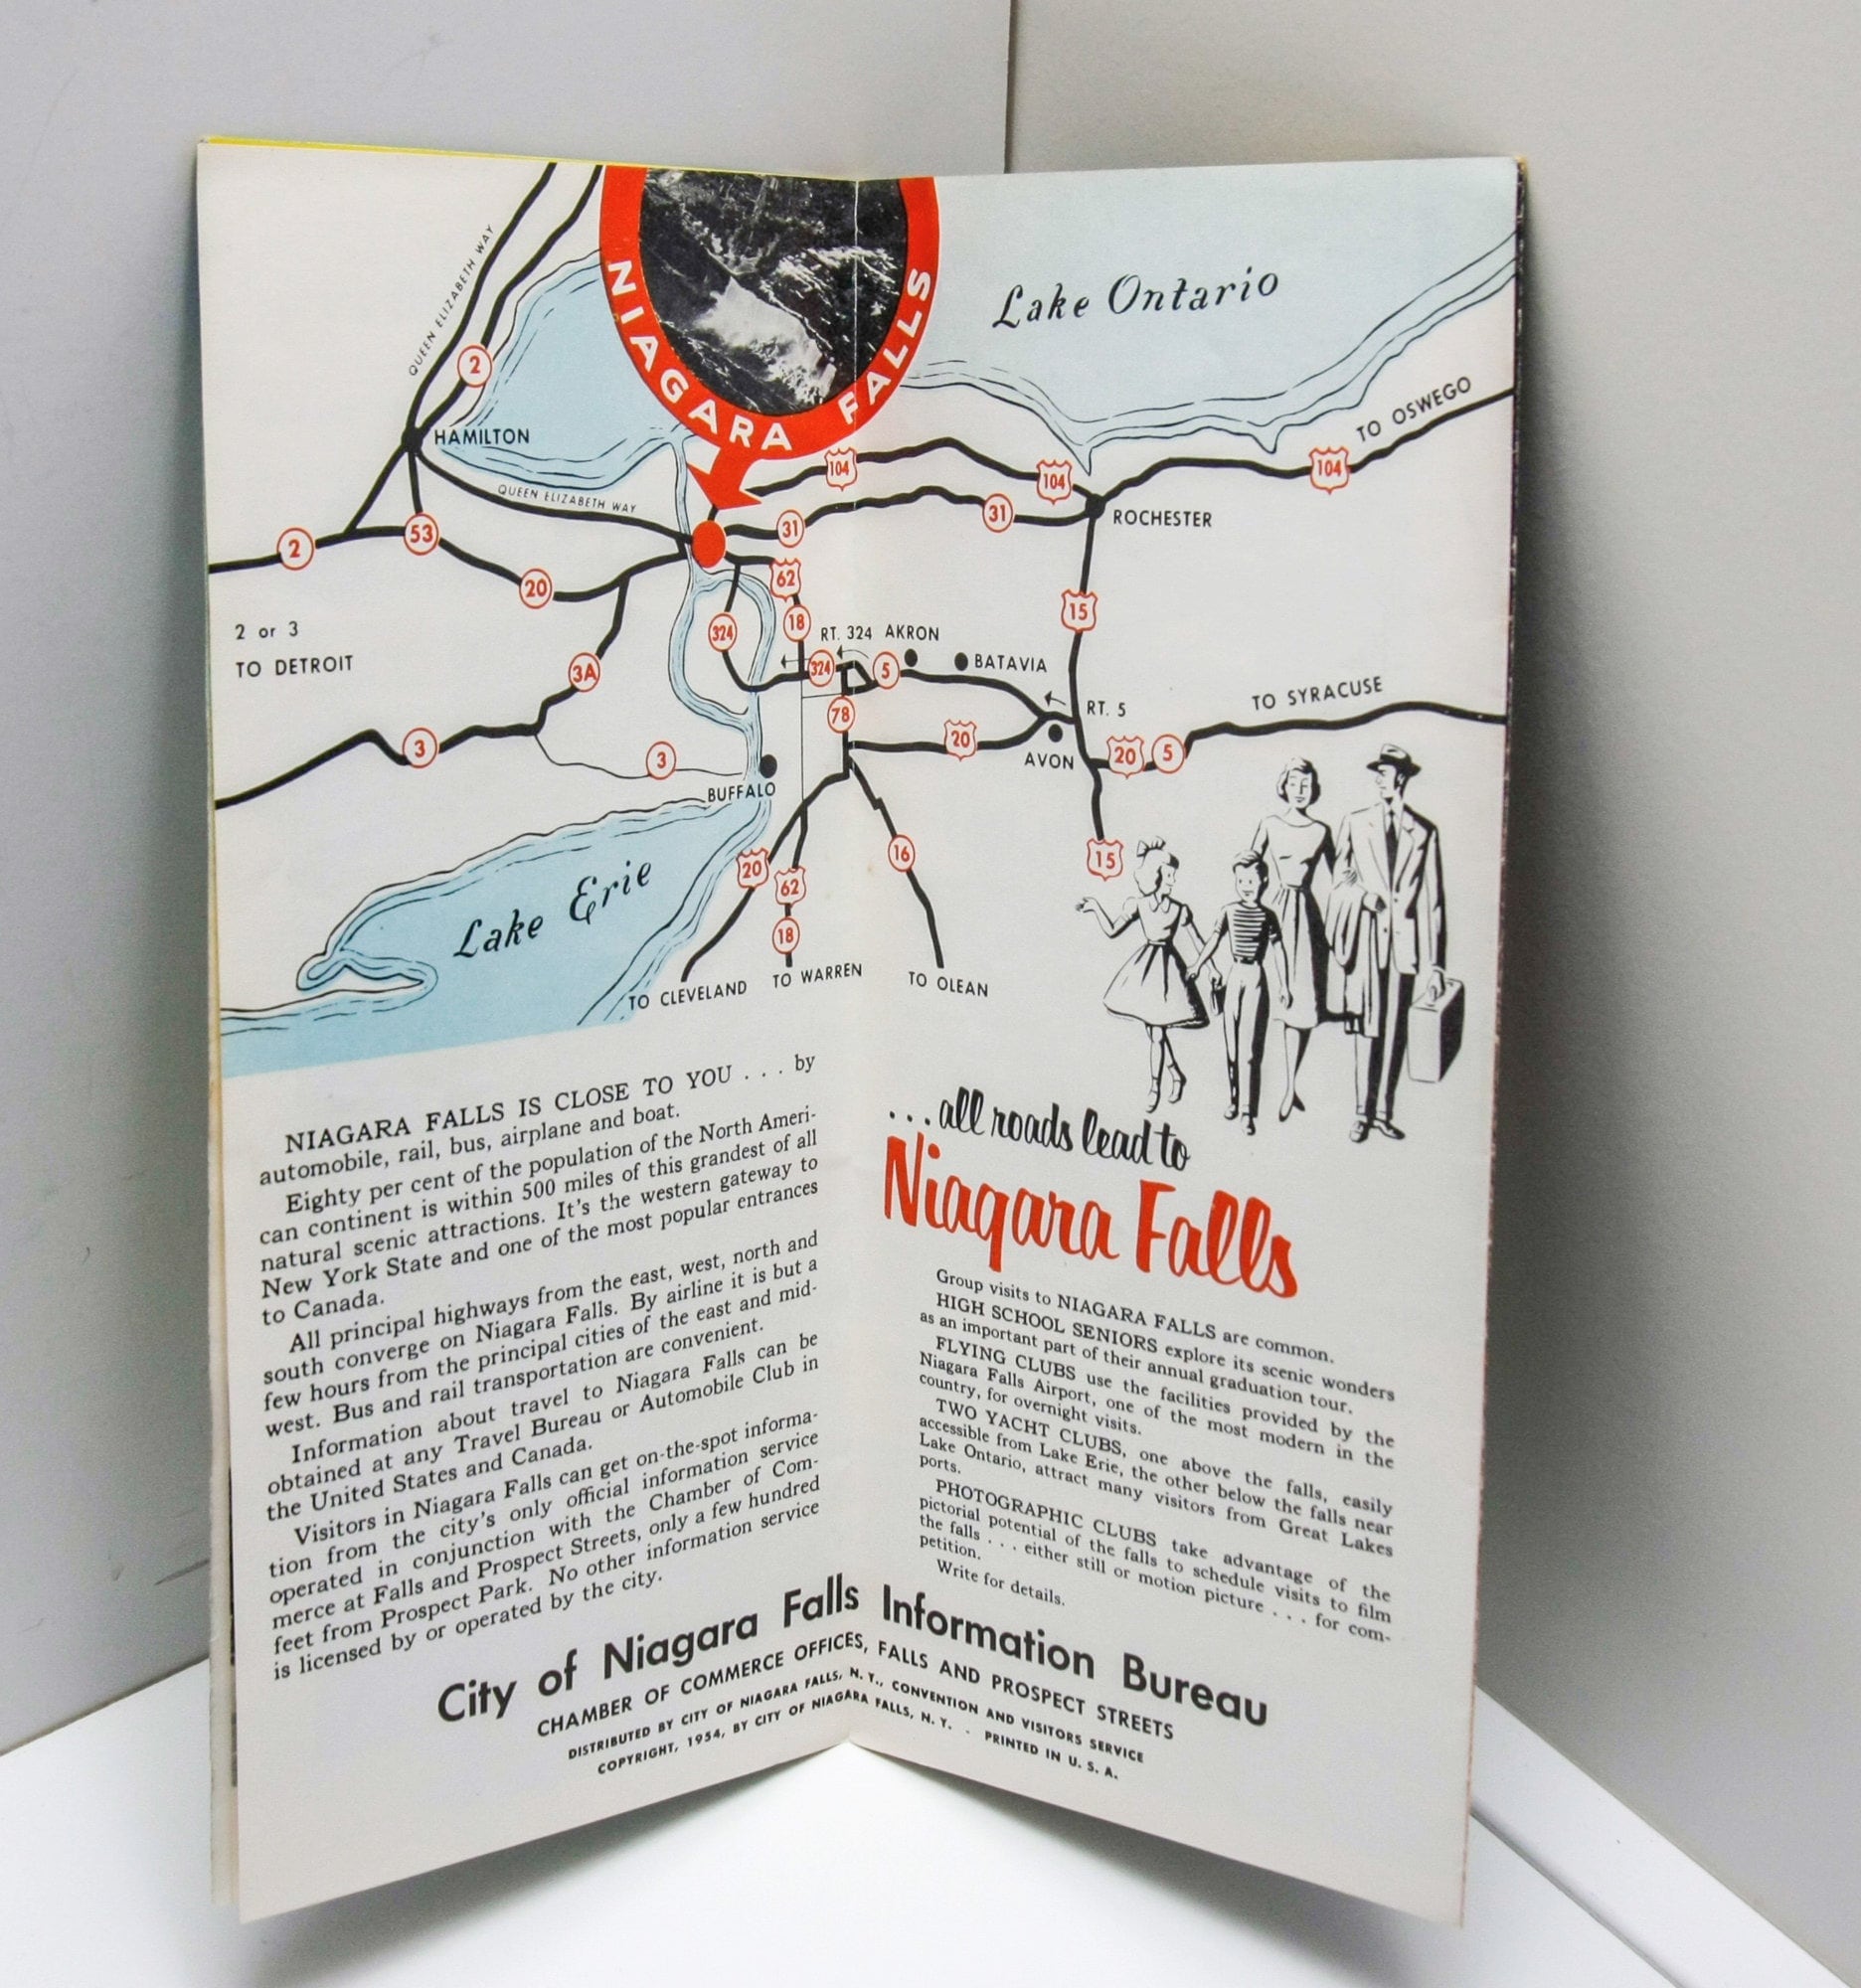 NIAGARA FALLS
Lake Ontario
QUEEN ELIZABETH WAY
2
HAMILTON
QUEEN ELIZABETH WAY
104
104
104
TO OSWEGO
31
31
ROCHESTER
2
53
20
62
15
2 or 3
TO DETROIT
324
18
RT. 324 AKRON
324
5
BATAVIA
3A
78
RT. 5
TO SYRACUSE
3
3
20
AVON
20
5
BUFFALO
20
62
16
15
Lake Erie
18
TO CLEVELAND
TO WARREN
TO OLEAN
NIAGARA FALLS IS CLOSE TO YOU . . . by
automobile, rail, bus, airplane and boat.
Eighty per cent of the population of the North Ameri-
can continent is within 500 miles of this grandest of all
natural scenic attractions. It's the western gateway to
New York State and one of the most popular entrances
to Canada.
All principal highways from the east, west, north and
south converge on Niagara Falls. By airline it is but a
few hours from the principal cities of the east and mid-
west. Bus and rail transportation are convenient.
Information about travel to Niagara Falls can be
obtained at any Travel Bureau or Automobile Club in
the United States and Canada.
Visitors in Niagara Falls can get on-the-spot informa-
tion from the city's only official information service
operated in conjunction with the Chamber of Com-
merce at Falls and Prospect Streets, only a few hundred
feet from Prospect Park. No other information service
is licensed by or operated by the city.
. . . all roads lead to
Niagara Falls
Group visits to NIAGARA FALLS are common.
HIGH SCHOOL SENIORS explore its scenic wonders
as an important part of their annual graduation tour.
FLYING CLUBS use the facilities provided by the
Niagara Falls Airport, one of the most modern in the
country, for overnight visits.
TWO YACHT CLUBS, one above the falls, easily
accessible from Lake Erie, the other below the falls near
Lake Ontario, attract many visitors from Great Lakes
ports.
PHOTOGRAPHIC CLUBS take advantage of the
pictorial potential of the falls to schedule visits to film
the falls . . . either still or motion picture . . . for com-
petition.
Write for details.
City of Niagara Falls Information Bureau
CHAMBER OF COMMERCE OFFICES, FALLS AND PROSPECT STREETS
DISTRIBUTED BY CITY OF NIAGARA FALLS, N. Y., CONVENTION AND VISITORS SERVICE
COPYRIGHT, 1954, BY CITY OF NIAGARA FALLS, N. Y. - PRINTED IN U. S. A.